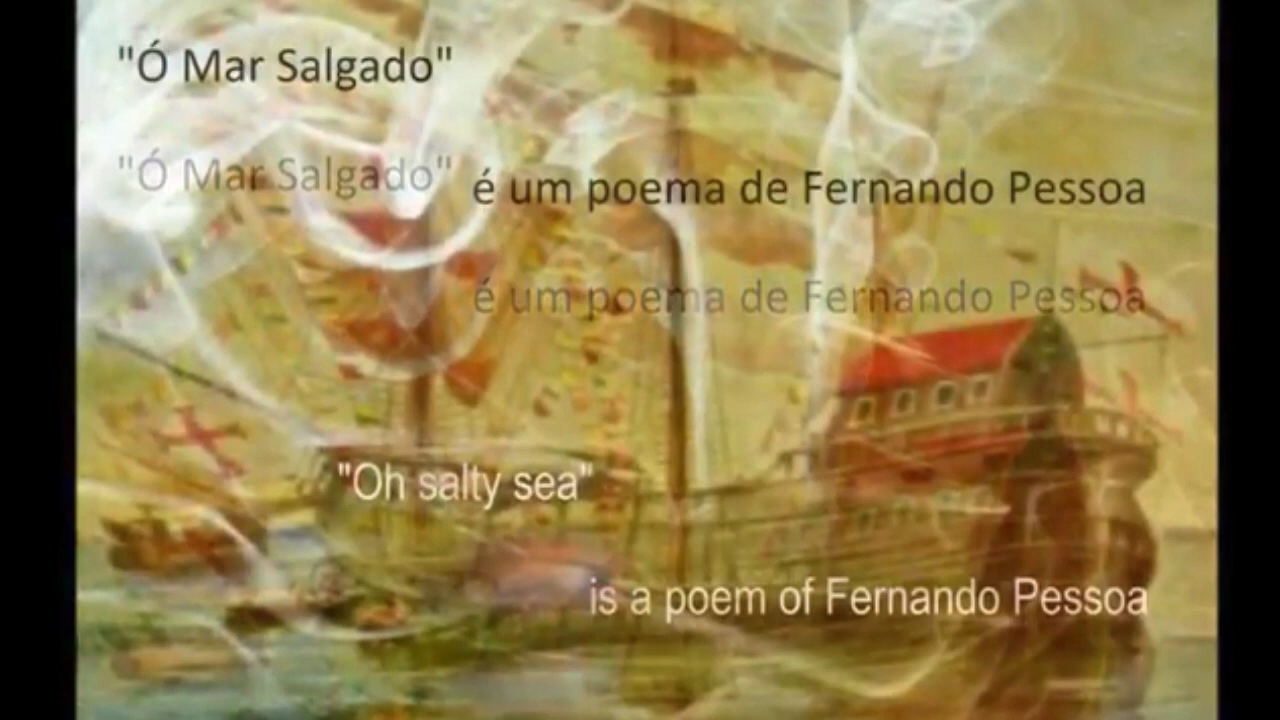 "Ó Mar Salgado"
"Ó Mar Salgado"
é um poema de Fernando Pessoa
é um poema de Fernando Pessoa
"Oh salty sea"
is a poem of Fernando Pessoa